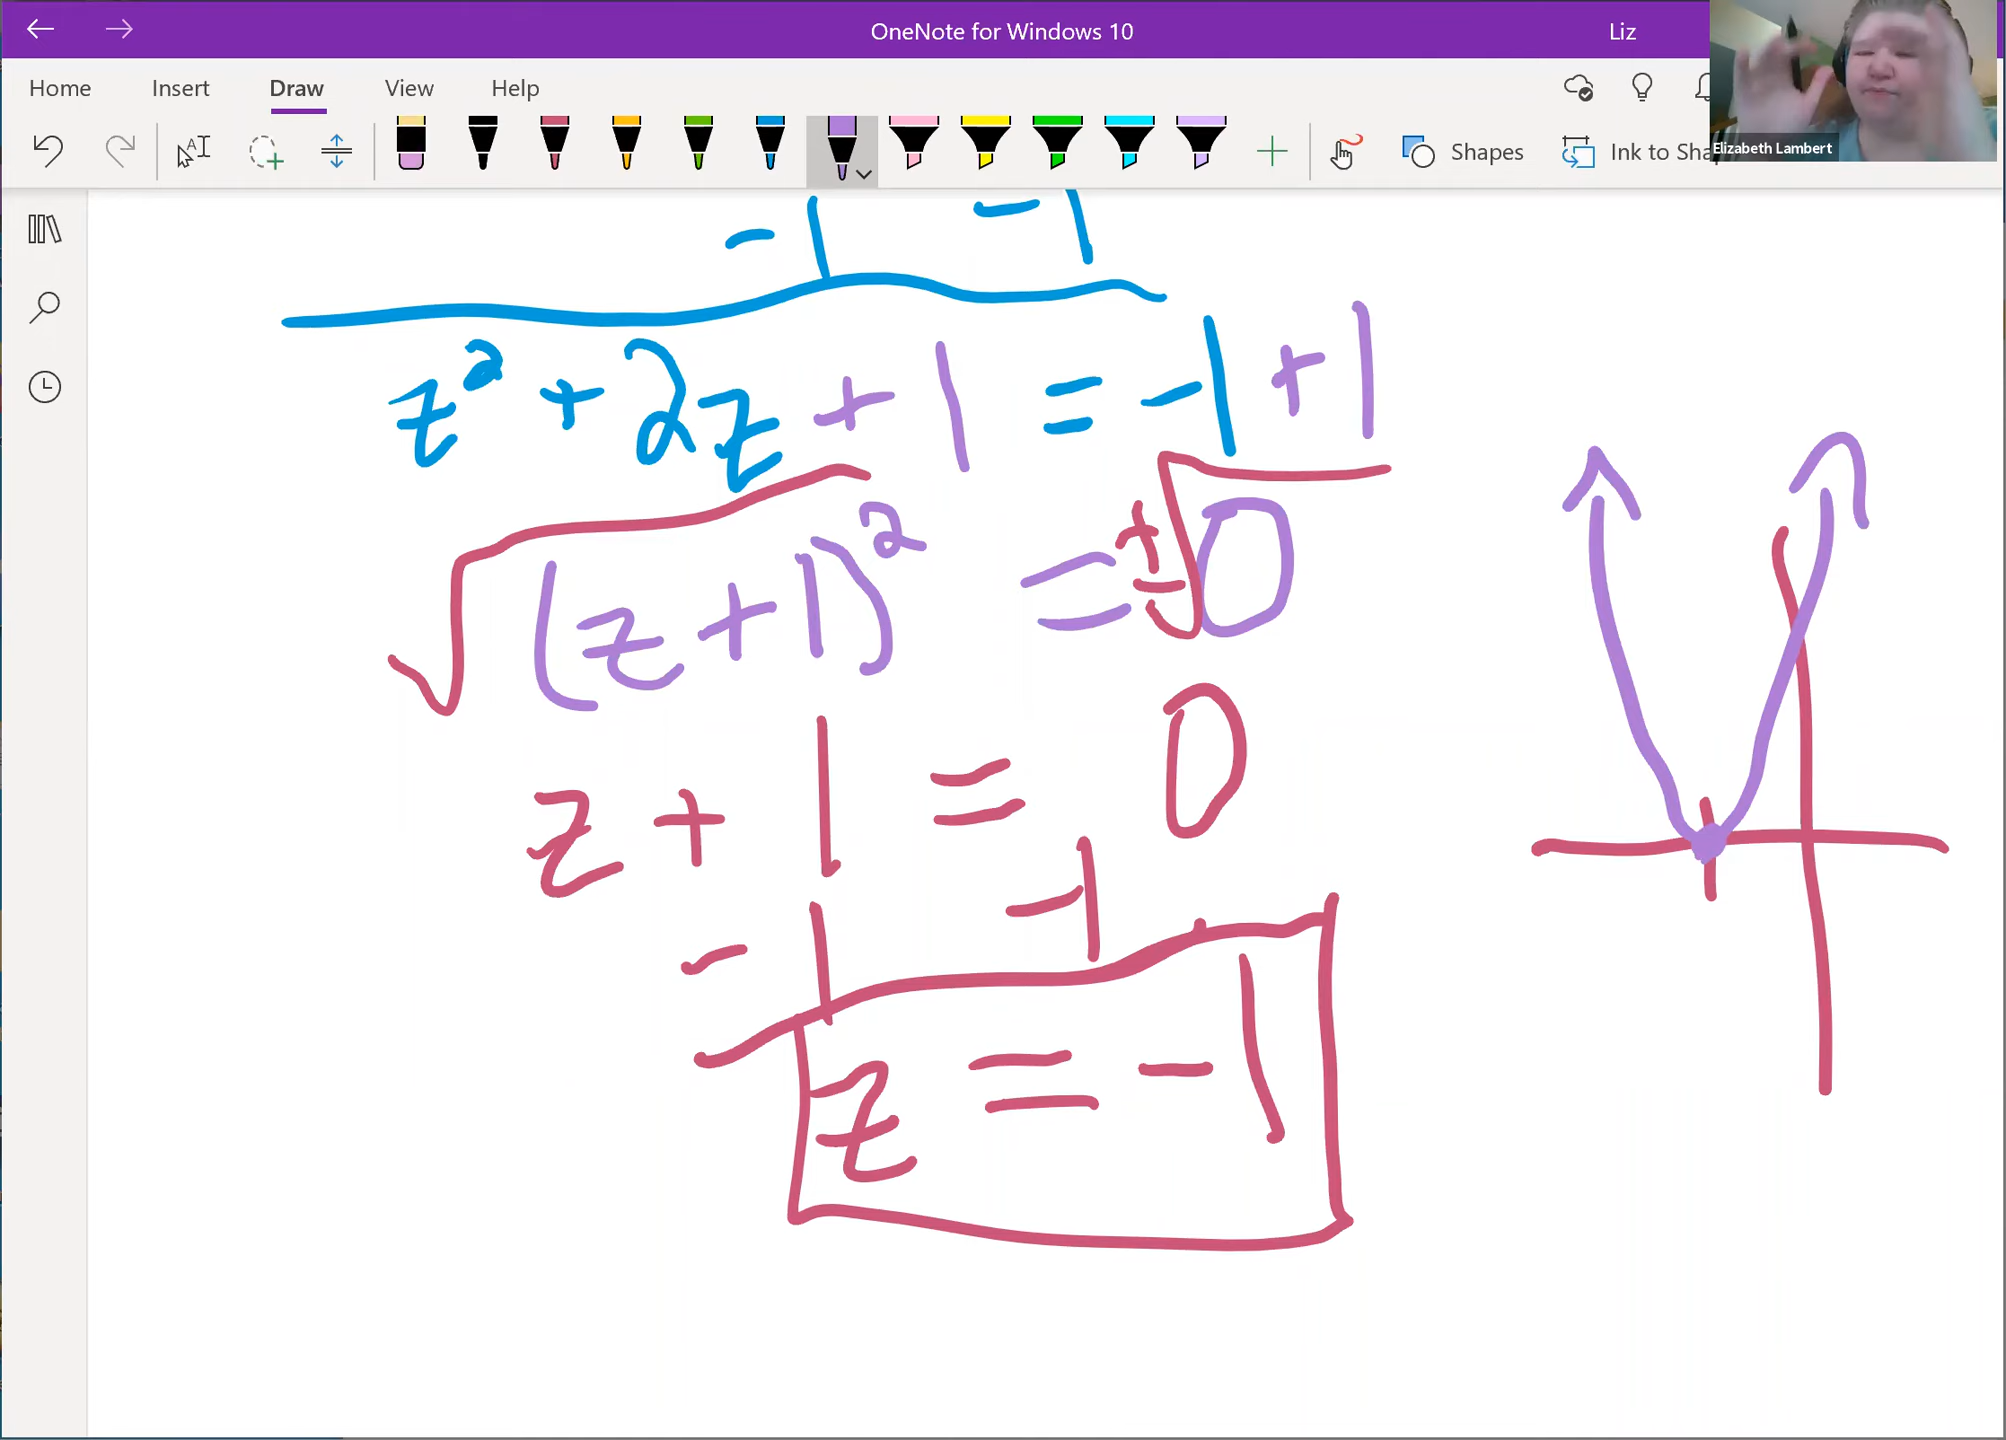 OneNote for Windows 10
Liz
Home Insert Draw View Help
Shapes Ink to Sha
Elizabeth Lambert
-1 -1
z² + 2z + 1 = -1 + 1
√(z + 1)² = ±√0
z + 1 = 0
-1 -1
z = -1